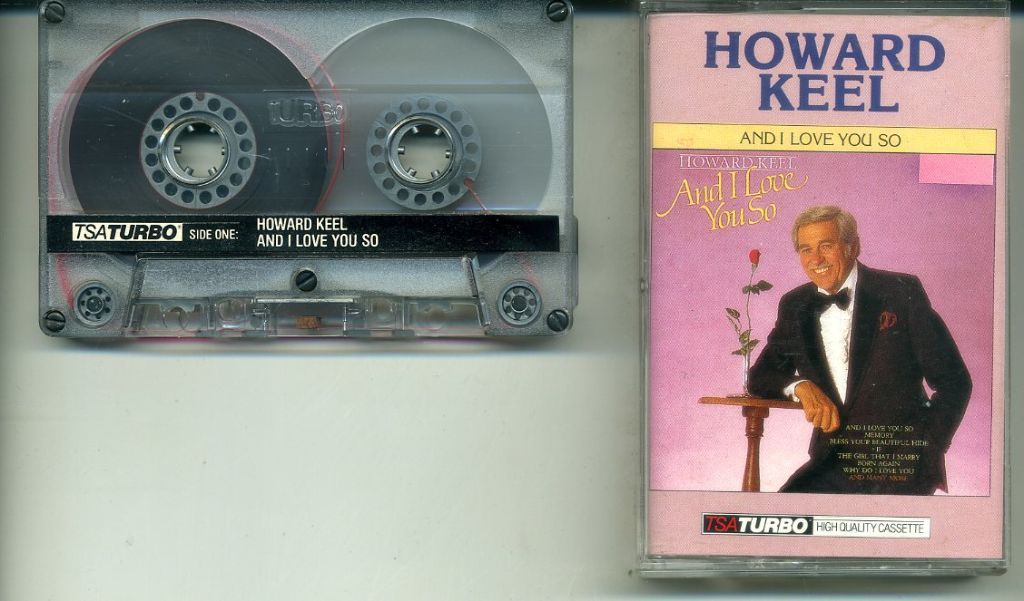 TURBO
TSATURBO SIDE ONE:
HOWARD KEEL
AND I LOVE YOU SO
HOWARD
KEEL
AND I LOVE YOU SO
HOWARD KEEL
And I Love
You So
AND I LOVE YOU SO
MEMORY
BLESS YOUR BEAUTIFUL HIDE
IF
THE GIRL THAT I MARRY
BORN AGAIN
WHY DO I LOVE YOU
AND MANY MORE
TSATURBO HIGH QUALITY CASSETTE